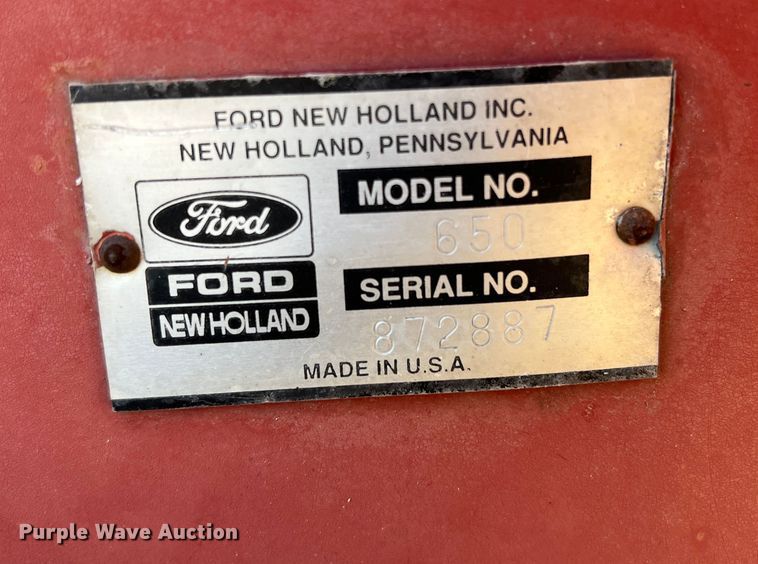 FORD NEW HOLLAND INC.
NEW HOLLAND, PENNSYLVANIA
Ford
FORD
NEW HOLLAND
MODEL NO.
650
SERIAL NO.
872887
MADE IN U.S.A.
Purple Wave Auction